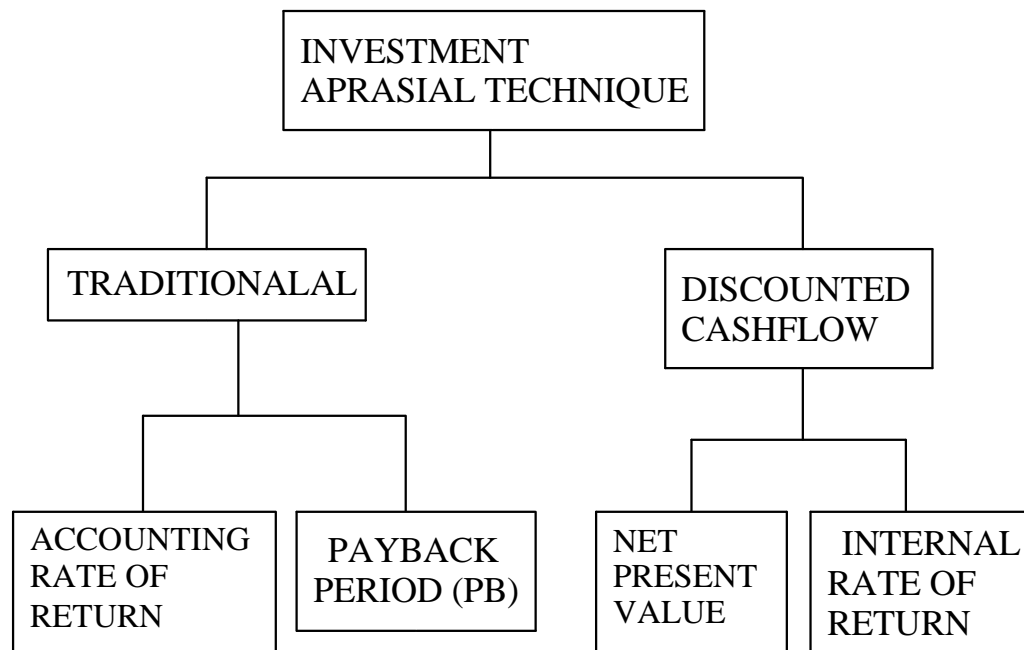 INVESTMENT
APRASIAL TECHNIQUE
TRADITIONALAL
DISCOUNTED
CASHFLOW
ACCOUNTING
RATE OF
RETURN
PAYBACK
PERIOD (PB)
NET
PRESENT
VALUE
INTERNAL
RATE OF
RETURN